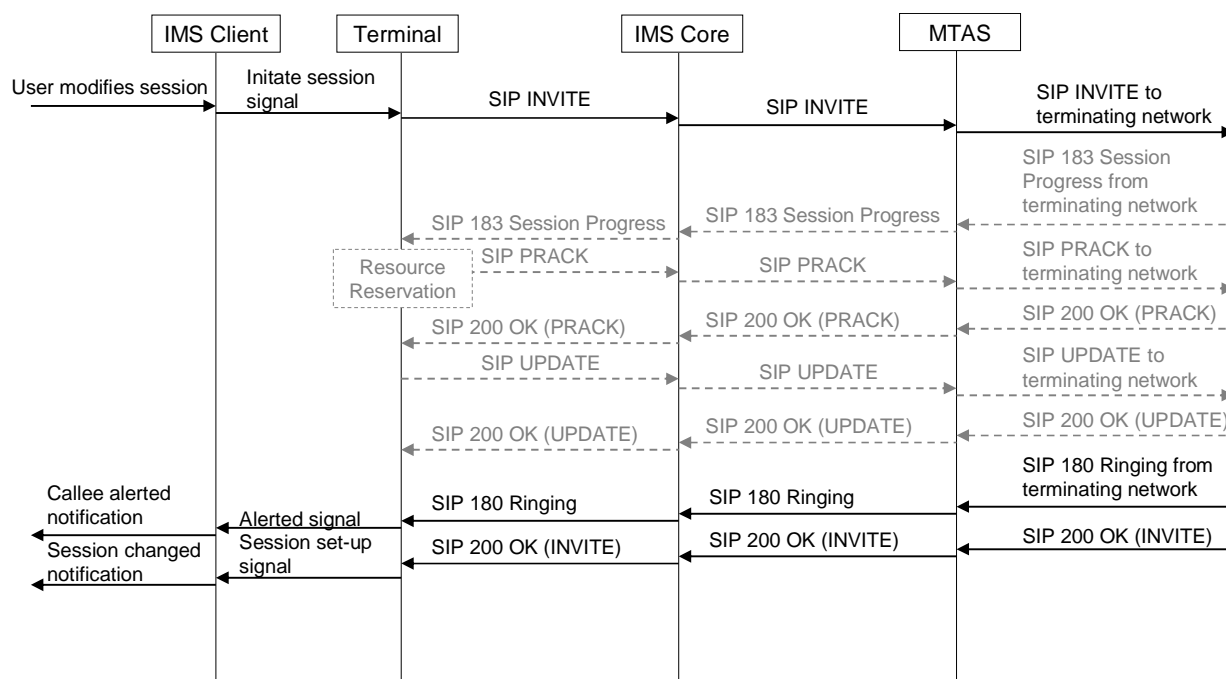 IMS Client
Terminal
IMS Core
MTAS
User modifies session
Initate session
signal
SIP INVITE
SIP INVITE
SIP INVITE to
terminating network
SIP 183 Session
Progress from
terminating network
SIP 183 Session Progress
SIP 183 Session Progress
Resource
Reservation
SIP PRACK
SIP PRACK
SIP PRACK to
terminating network
SIP 200 OK (PRACK)
SIP 200 OK (PRACK)
SIP 200 OK (PRACK)
SIP UPDATE
SIP UPDATE
SIP UPDATE to
terminating network
SIP 200 OK (UPDATE)
SIP 200 OK (UPDATE)
SIP 200 OK (UPDATE)
SIP 180 Ringing from
terminating network
SIP 180 Ringing
SIP 180 Ringing
Alerted signal
Callee alerted
notification
SIP 200 OK (INVITE)
SIP 200 OK (INVITE)
SIP 200 OK (INVITE)
Session set-up
signal
Session changed
notification